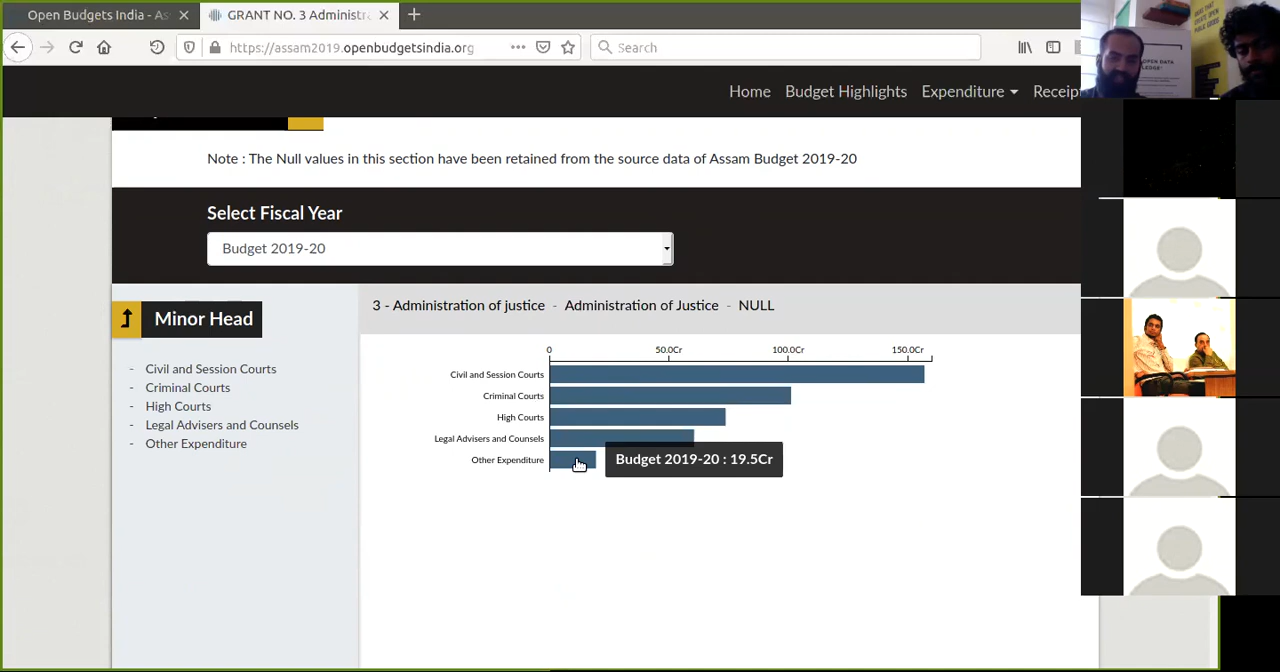 Open Budgets India - As
GRANT NO. 3 Administra
https://assam2019.openbudgetsindia.org
Search
Home Budget Highlights Expenditure Receip
Note : The Null values in this section have been retained from the source data of Assam Budget 2019-20
Select Fiscal Year
Budget 2019-20
Minor Head
- Civil and Session Courts
- Criminal Courts
- High Courts
- Legal Advisers and Counsels
- Other Expenditure
3 - Administration of justice - Administration of Justice - NULL
0 50.0Cr 100.0Cr 150.0Cr
Civil and Session Courts
Criminal Courts
High Courts
Legal Advisers and Counsels
Other Expenditure
Budget 2019-20 : 19.5Cr
OPEN DATA